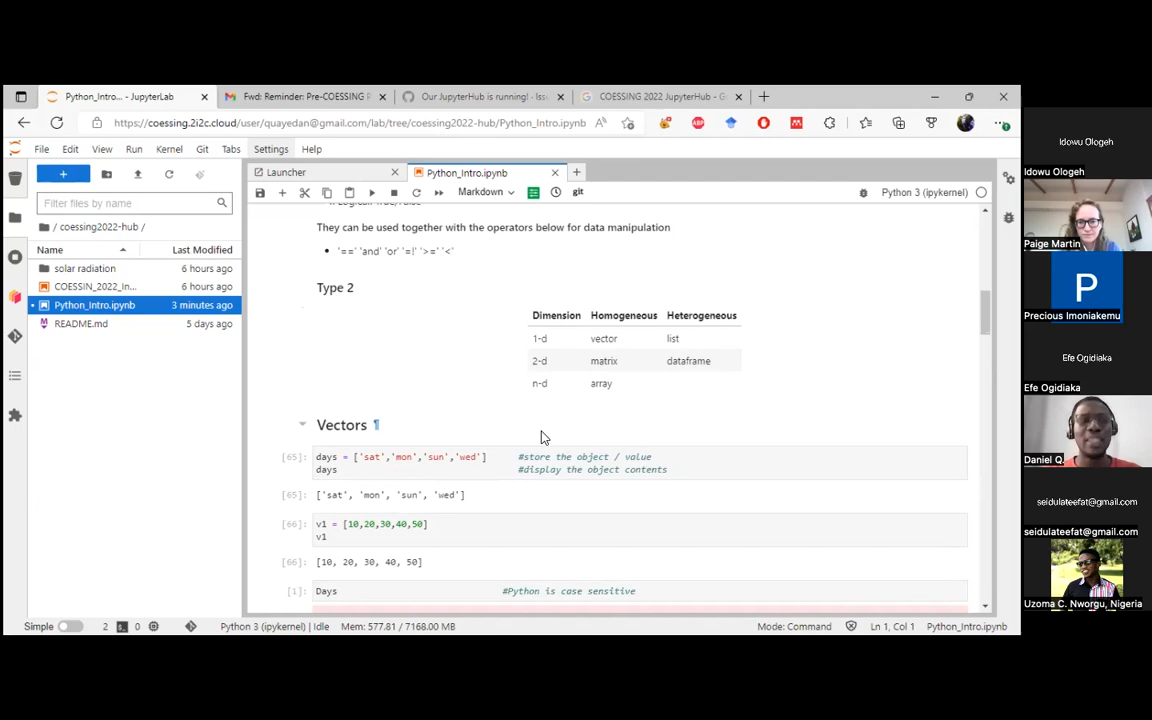 Python_Intro... - JupyterLab
Fwd: Reminder: Pre-COESSING F
Our JupyterHub is running! - Iss
COESSING 2022 JupyterHub - G
https://coessing.2i2c.cloud/user/quayedan@gmail.com/lab/tree/coessing2022-hub/Python_Intro.ipynb
File Edit View Run Kernel Git Tabs Settings Help
Launcher
Python_Intro.ipynb
Filter files by name
/ coessing2022-hub /
Name Last Modified
solar radiation 6 hours ago
COESSIN_2022_In... 6 hours ago
Python_Intro.ipynb 3 minutes ago
README.md 5 days ago
Markdown
git
Python 3 (ipykernel)
They can be used together with the operators below for data manipulation
'==' 'and' 'or' '=!' '>=' '<'
Type 2
Dimension Homogeneous Heterogeneous
1-d vector list
2-d matrix dataframe
n-d array
Vectors ¶
[65]: days = ['sat','mon','sun','wed'] #store the object / value
days #display the object contents
[65]: ['sat', 'mon', 'sun', 'wed']
[66]: v1 = [10,20,30,40,50]
v1
[66]: [10, 20, 30, 40, 50]
[1]: Days #Python is case sensitive
Simple 2 0 Python 3 (ipykernel) | Idle Mem: 577.81 / 7168.00 MB Mode: Command Ln 1, Col 1 Python_Intro.ipynb
Idowu Ologeh
Idowu Ologeh
Paige Martin
P
Precious Imoniakemu
Efe Ogidiaka
Efe Ogidiaka
Daniel Q.
seidulateefat@gmail.com
seidulateefat@gmail.com
Uzoma C. Nworgu, Nigeria